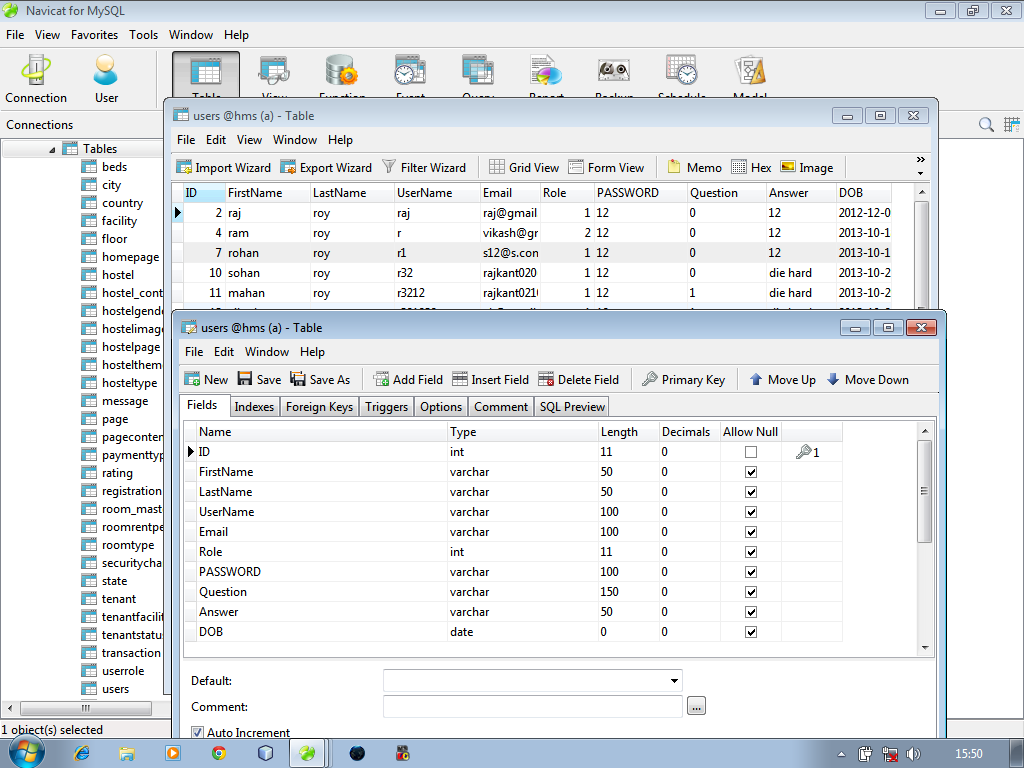 Navicat for MySQL
File View Favorites Tools Window Help
Connection User Table View Function Event Query Report Backup Schedule Model
Connections
Tables
beds
city
country
facility
floor
homepage
hostel
hostel_cont
hostelgende
hostelimage
hostelpage
hostelthem
hosteltype
message
page
pageconten
paymenttyp
rating
registration
room_mast
roomrentpe
roomtype
securitycha
state
tenant
tenantfacilit
tenantstatu
transaction
userrole
users
1 object(s) selected
users @hms (a) - Table
File Edit View Window Help
Import Wizard Export Wizard Filter Wizard Grid View Form View Memo Hex Image
ID FirstName LastName UserName Email Role PASSWORD Question Answer DOB
2 raj roy raj raj@gmail 1 12 0 12 2012-12-0
4 ram roy r vikash@gr 2 12 0 12 2013-10-1
7 rohan roy r1 s12@s.con 1 12 0 12 2013-10-1
10 sohan roy r32 rajkant020 1 12 0 die hard 2013-10-2
11 mahan roy r3212 rajkant0210 1 12 1 die hard 2013-10-2
users @hms (a) - Table
File Edit Window Help
New Save Save As Add Field Insert Field Delete Field Primary Key Move Up Move Down
Fields Indexes Foreign Keys Triggers Options Comment SQL Preview
Name Type Length Decimals Allow Null
ID int 11 0 1
FirstName varchar 50 0
LastName varchar 50 0
UserName varchar 100 0
Email varchar 100 0
Role int 11 0
PASSWORD varchar 100 0
Question varchar 150 0
Answer varchar 50 0
DOB date 0 0
Default:
Comment:
...
Auto Increment
15:50